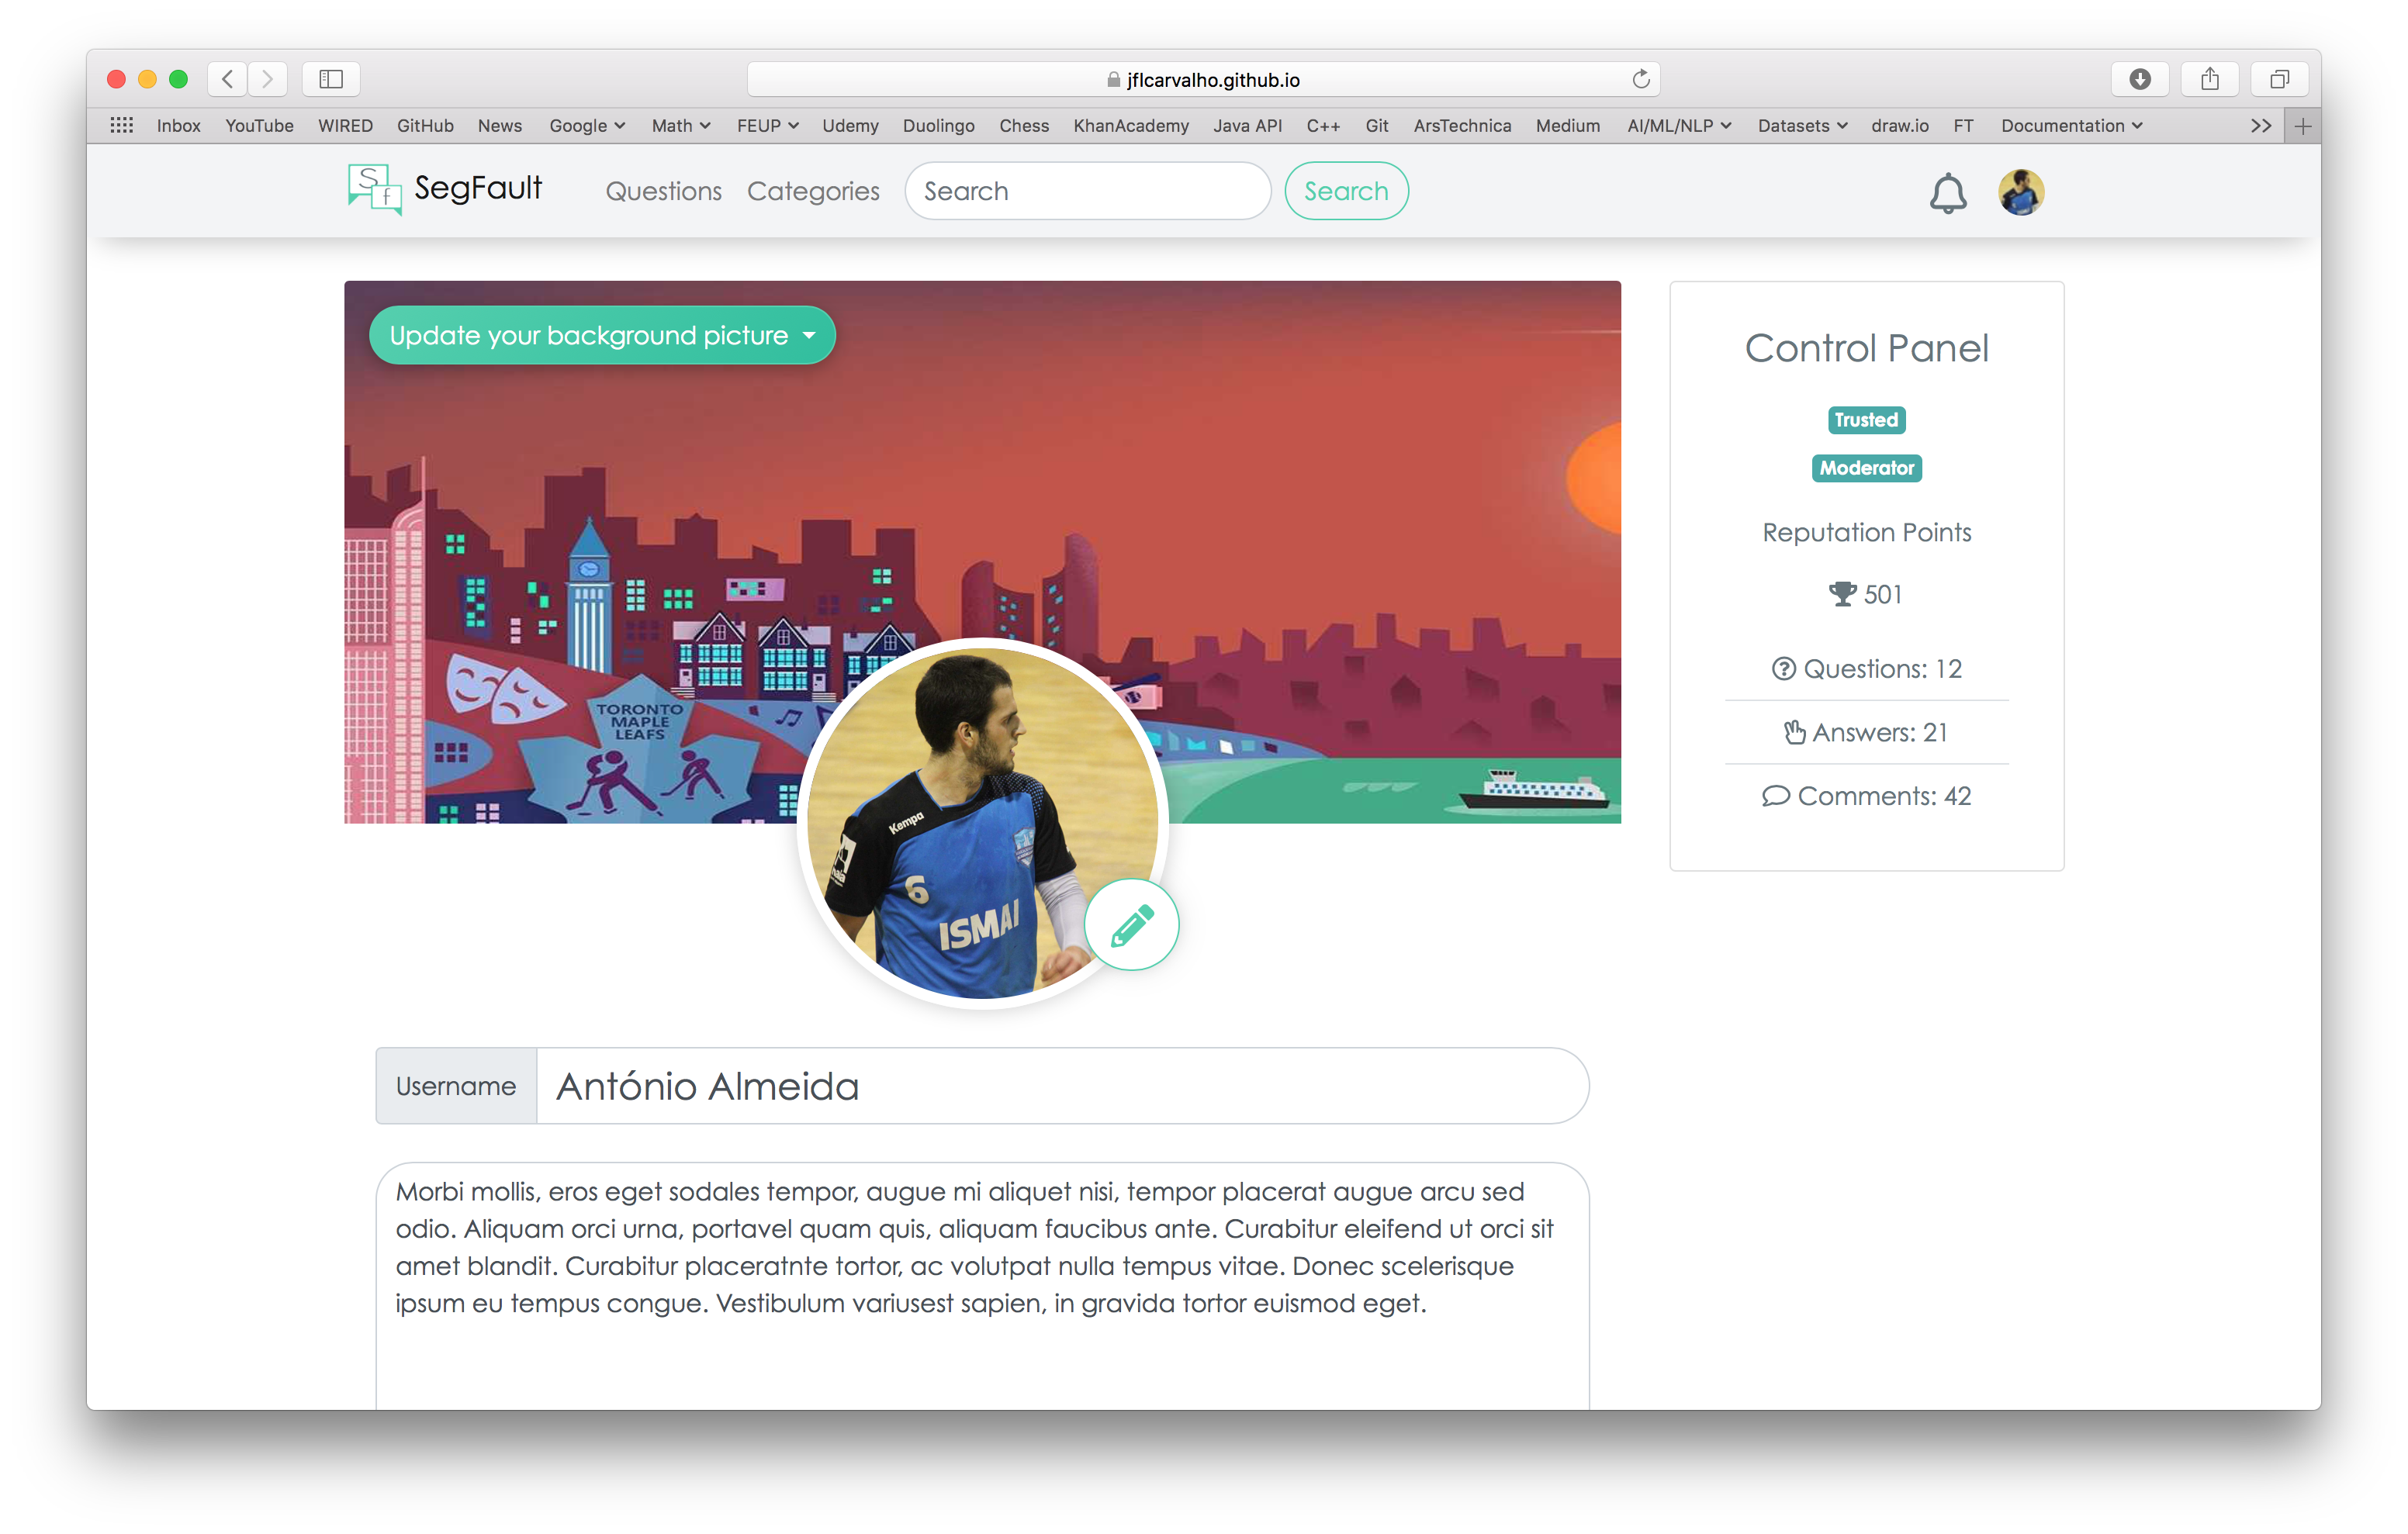 jflcarvalho.github.io
Inbox YouTube WIRED GitHub News Google Math FEUP Udemy Duolingo Chess KhanAcademy Java API C++ Git ArsTechnica Medium AI/ML/NLP Datasets draw.io FT Documentation >>
S f SegFault Questions Categories Search Search
Update your background picture
TORONTO
MAPLE
LEAFS
Kempa
6
ISMAI
Control Panel
Trusted
Moderator
Reputation Points
501
Questions: 12
Answers: 21
Comments: 42
Username António Almeida
Morbi mollis, eros eget sodales tempor, augue mi aliquet nisi, tempor placerat augue arcu sed
odio. Aliquam orci urna, portavel quam quis, aliquam faucibus ante. Curabitur eleifend ut orci sit
amet blandit. Curabitur placeratnte tortor, ac volutpat nulla tempus vitae. Donec scelerisque
ipsum eu tempus congue. Vestibulum variusest sapien, in gravida tortor euismod eget.